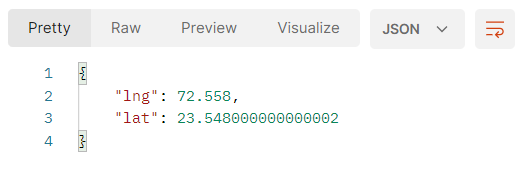 Pretty Raw Preview Visualize JSON
1 {
2 "lng": 72.558,
3 "lat": 23.548000000000002
4 }